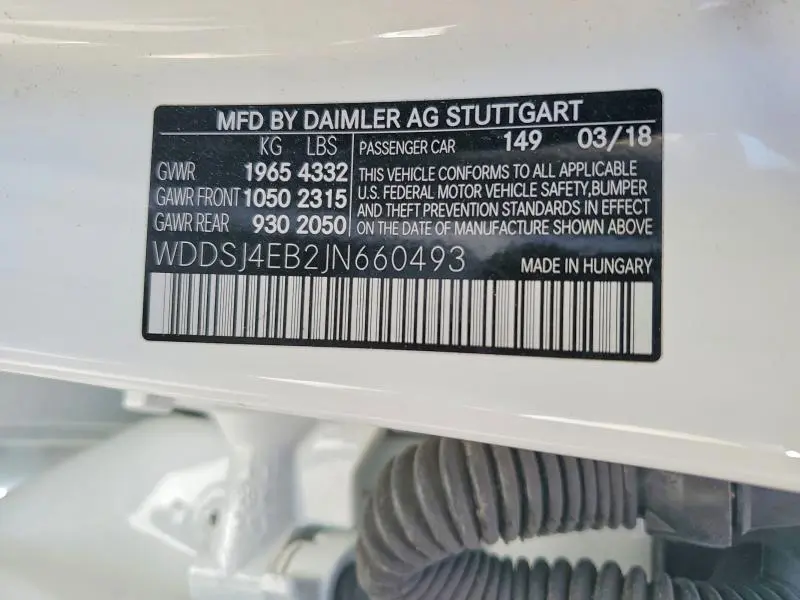 MFD BY DAIMLER AG STUTTGART
KG LBS
GVWR 1965 4332
GAWR FRONT 1050 2315
GAWR REAR 930 2050
PASSENGER CAR 149 03/18
THIS VEHICLE CONFORMS TO ALL APPLICABLE
U.S. FEDERAL MOTOR VEHICLE SAFETY,BUMPER
AND THEFT PREVENTION STANDARDS IN EFFECT
ON THE DATE OF MANUFACTURE SHOWN ABOVE
WDDSJ4EB2JN660493
MADE IN HUNGARY